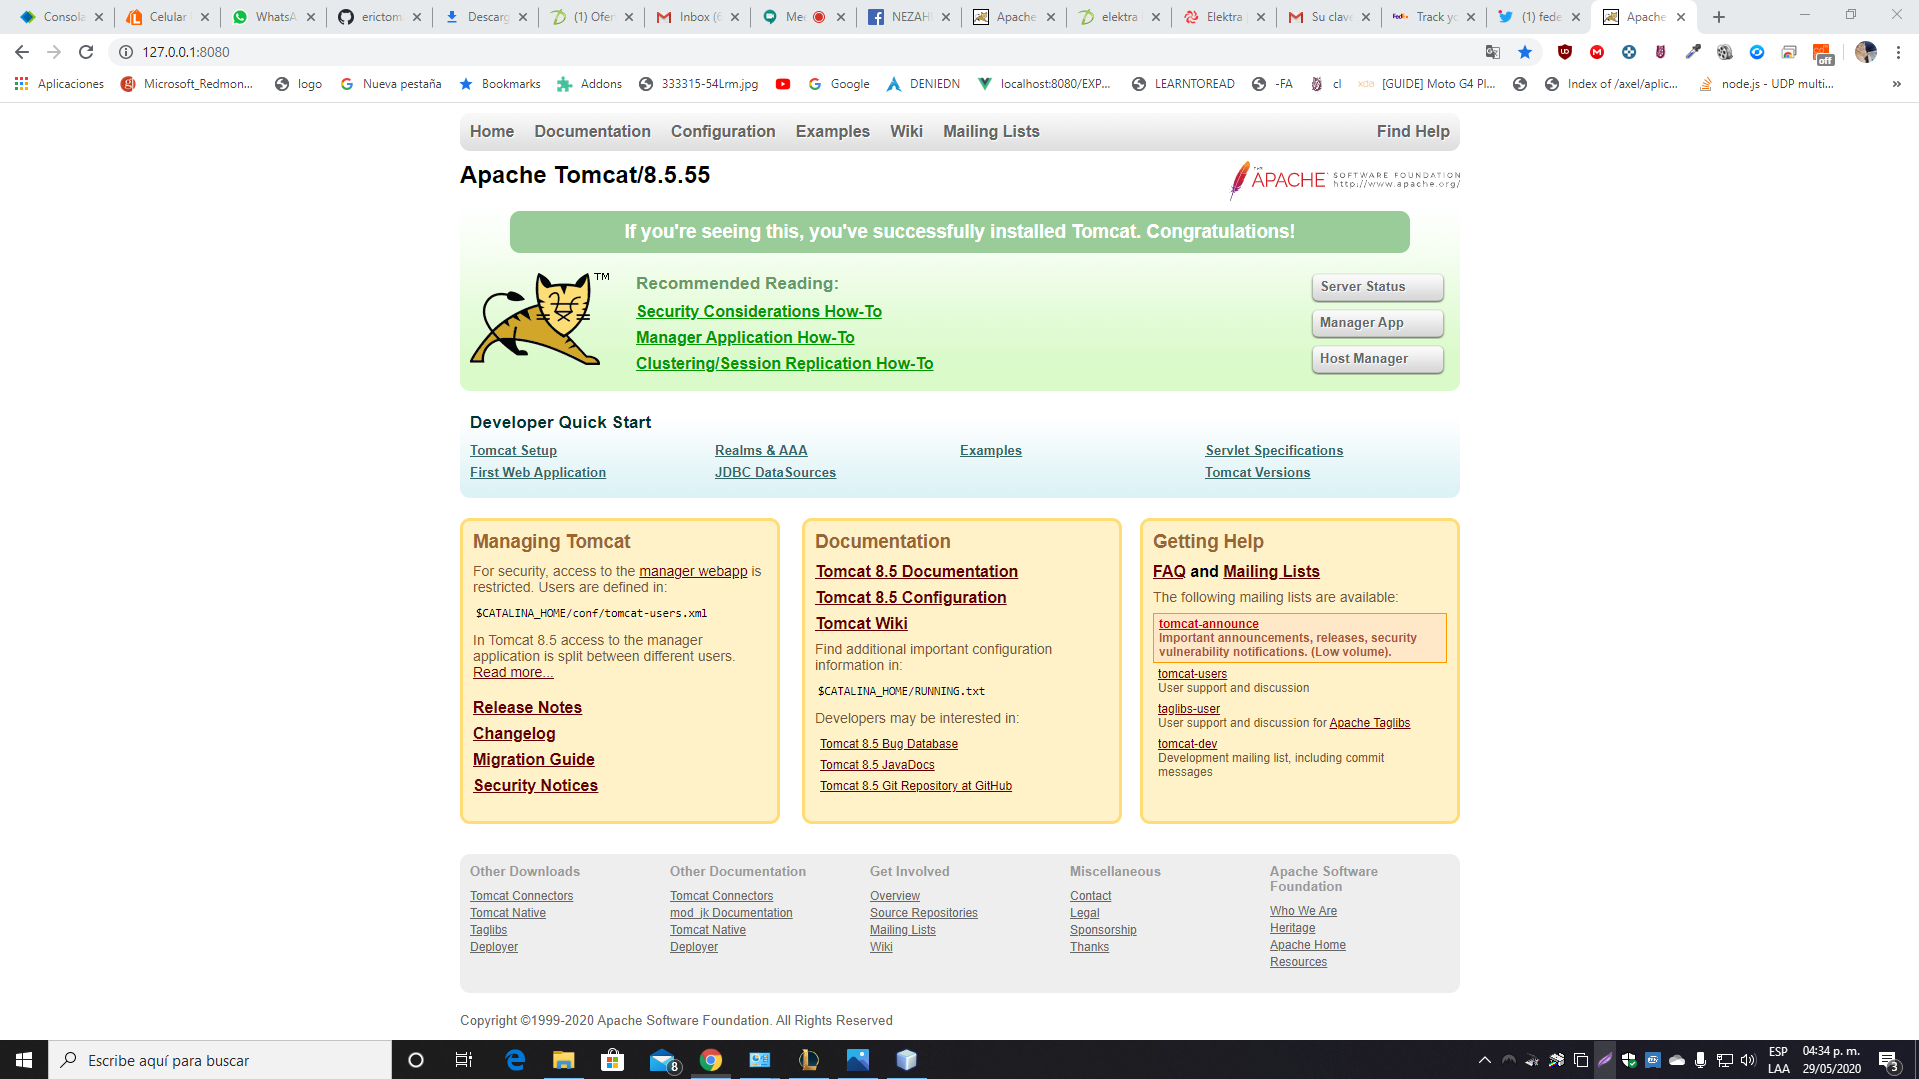 Consola
Celular
WhatsA
erictom
Descarg
(1) Ofer
Inbox (6
Mee
NEZAH
Apache
elektra
Elektra
Su clave
Track yo
(1) fede
Apache
127.0.0.1:8080
off
Aplicaciones
Microsoft_Redmon...
logo
Nueva pestaña
Bookmarks
Addons
333315-54Lrm.jpg
Google
DENIEDN
localhost:8080/EXP...
LEARNTOREAD
-FA
cl
[GUIDE] Moto G4 Pl...
Index of /axel/aplic...
node.js - UDP multi...
»
Home Documentation Configuration Examples Wiki Mailing Lists Find Help
Apache Tomcat/8.5.55
THE APACHE SOFTWARE FOUNDATION
http://www.apache.org/
If you're seeing this, you've successfully installed Tomcat. Congratulations!
TM
Recommended Reading:
Security Considerations How-To
Manager Application How-To
Clustering/Session Replication How-To
Server Status
Manager App
Host Manager
Developer Quick Start
Tomcat Setup
First Web Application
Realms & AAA
JDBC DataSources
Examples
Servlet Specifications
Tomcat Versions
Managing Tomcat
For security, access to the manager webapp is
restricted. Users are defined in:
$CATALINA_HOME/conf/tomcat-users.xml
In Tomcat 8.5 access to the manager
application is split between different users.
Read more...
Release Notes
Changelog
Migration Guide
Security Notices
Documentation
Tomcat 8.5 Documentation
Tomcat 8.5 Configuration
Tomcat Wiki
Find additional important configuration
information in:
$CATALINA_HOME/RUNNING.txt
Developers may be interested in:
Tomcat 8.5 Bug Database
Tomcat 8.5 JavaDocs
Tomcat 8.5 Git Repository at GitHub
Getting Help
FAQ and Mailing Lists
The following mailing lists are available:
tomcat-announce
Important announcements, releases, security
vulnerability notifications. (Low volume).
tomcat-users
User support and discussion
taglibs-user
User support and discussion for Apache Taglibs
tomcat-dev
Development mailing list, including commit
messages
Other Downloads
Tomcat Connectors
Tomcat Native
Taglibs
Deployer
Other Documentation
Tomcat Connectors
mod_jk Documentation
Tomcat Native
Deployer
Get Involved
Overview
Source Repositories
Mailing Lists
Wiki
Miscellaneous
Contact
Legal
Sponsorship
Thanks
Apache Software
Foundation
Who We Are
Heritage
Apache Home
Resources
Copyright ©1999-2020 Apache Software Foundation. All Rights Reserved
Escribe aquí para buscar
8
ESP
LAA
04:34 p. m.
29/05/2020
3